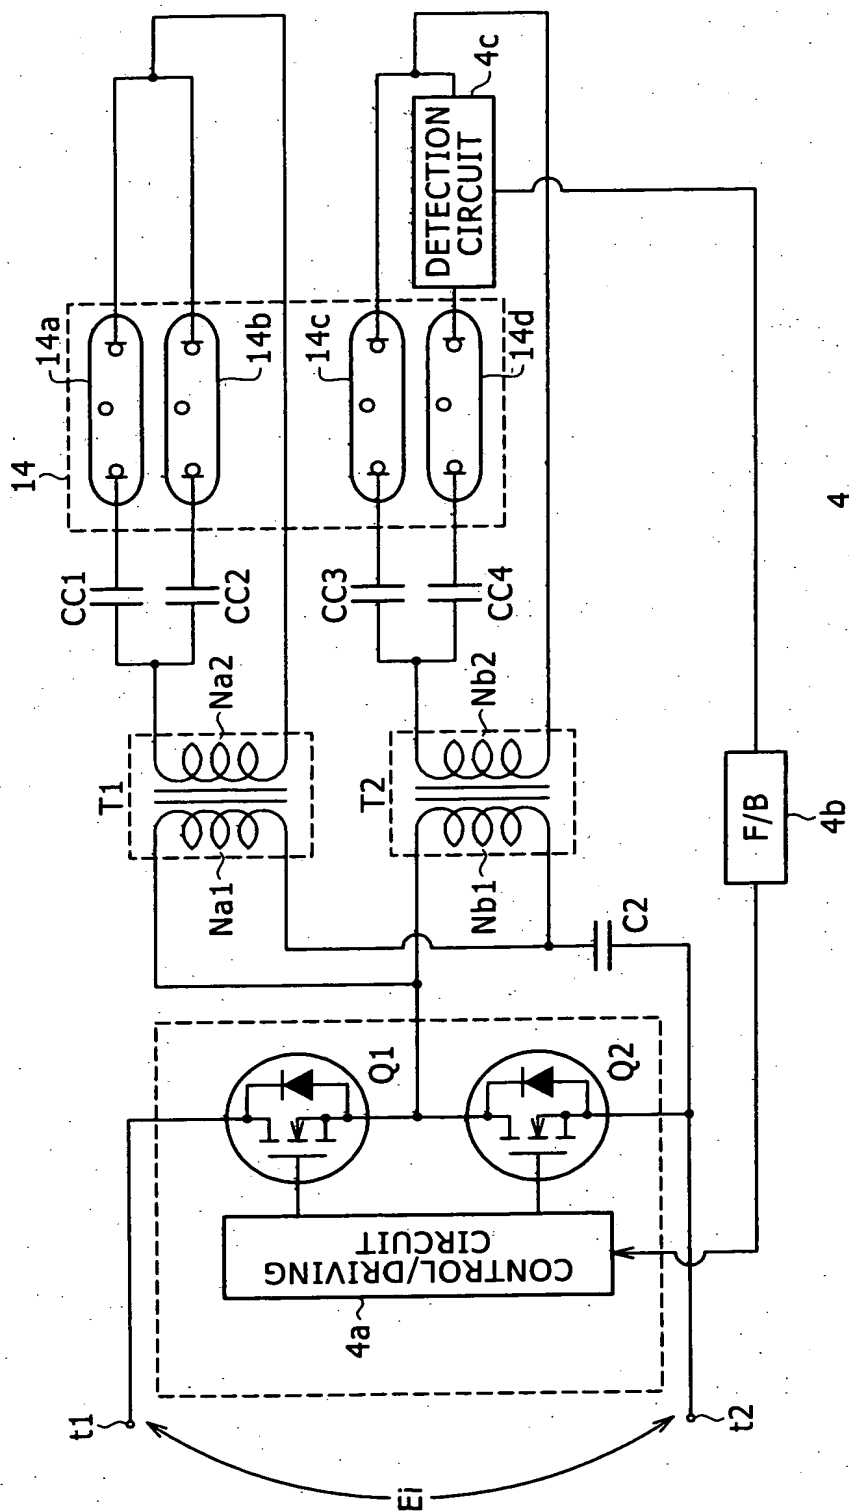 t1
Ei
t2
4a
CONTROL/DRIVING
CIRCUIT
Q1
Q2
C2
Na1
T1
Na2
Nb1
T2
Nb2
CC1
CC2
CC3
CC4
14
14a
14b
14c
14d
DETECTION
CIRCUIT
4c
F/B
4b
4